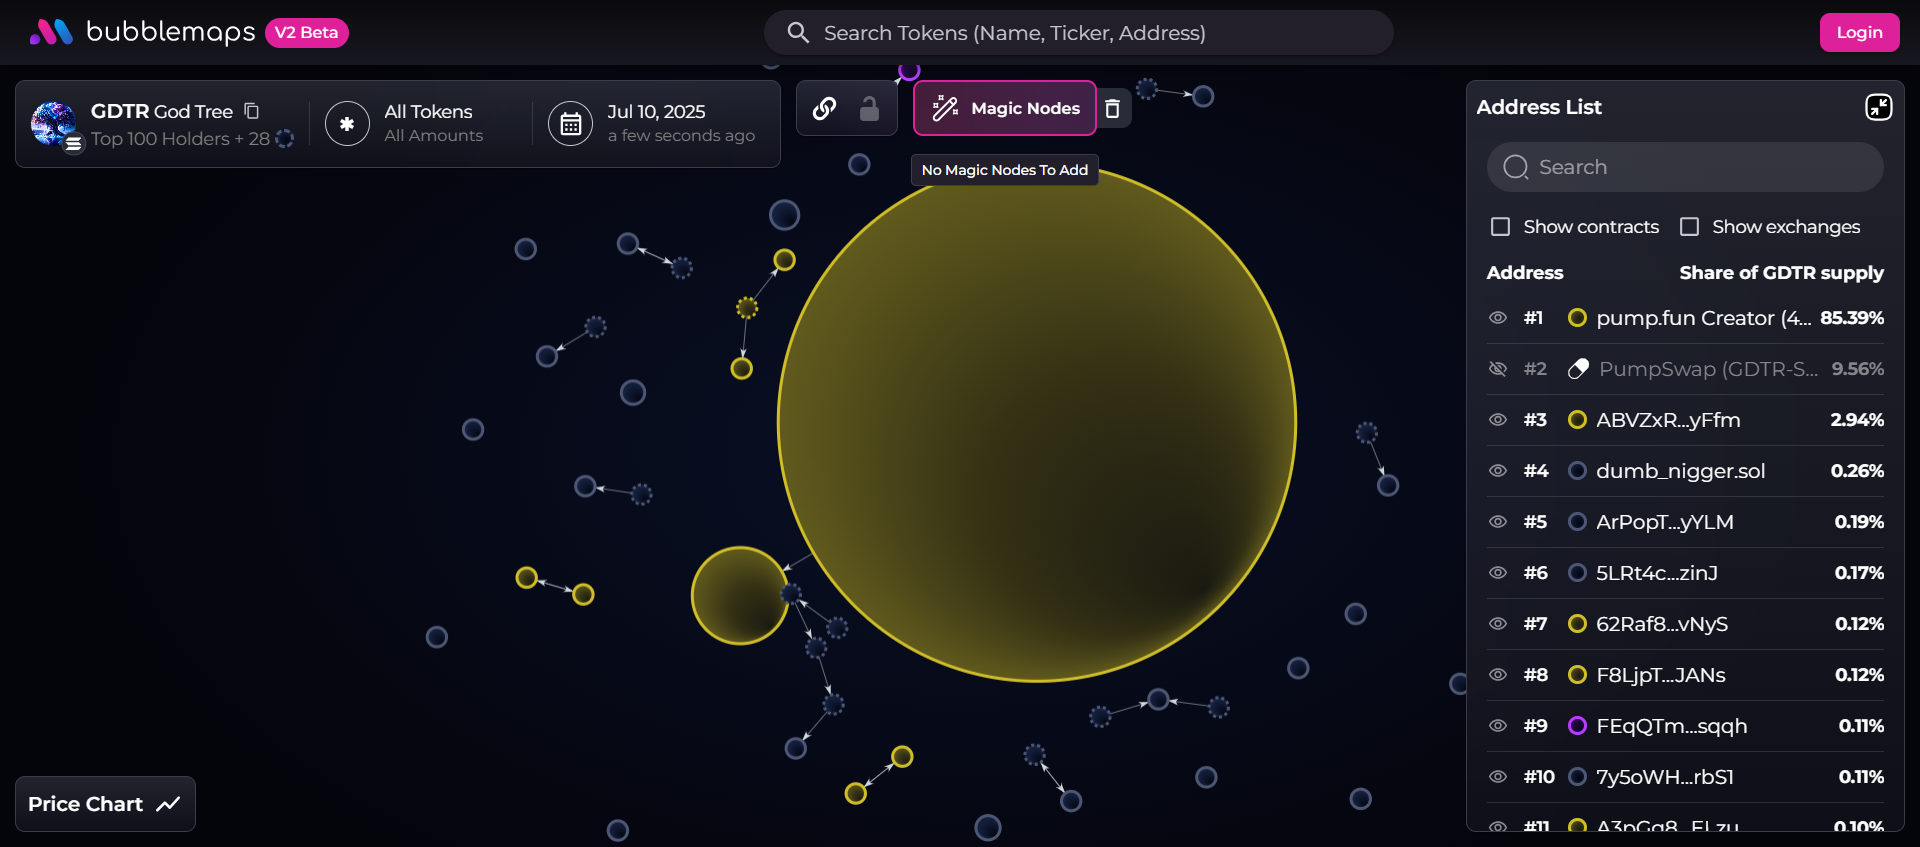 bubblemaps V2 Beta
Search Tokens (Name, Ticker, Address)
Login
GDTR God Tree
Top 100 Holders + 28
All Tokens
All Amounts
Jul 10, 2025
a few seconds ago
Magic Nodes
No Magic Nodes To Add
Address List
Search
Show contracts
Show exchanges
Address Share of GDTR supply
#1 pump.fun Creator (4... 85.39%
#2 PumpSwap (GDTR-S... 9.56%
#3 ABVZxR...yFfm 2.94%
#4 dumb_nigger.sol 0.26%
#5 ArPopT...yYLM 0.19%
#6 5LRt4c...zinJ 0.17%
#7 62Raf8...vNyS 0.12%
#8 F8LjpT...JANs 0.12%
#9 FEqQTm...sqqh 0.11%
#10 7y5oWH...rbS1 0.11%
#11 0.10%
Price Chart